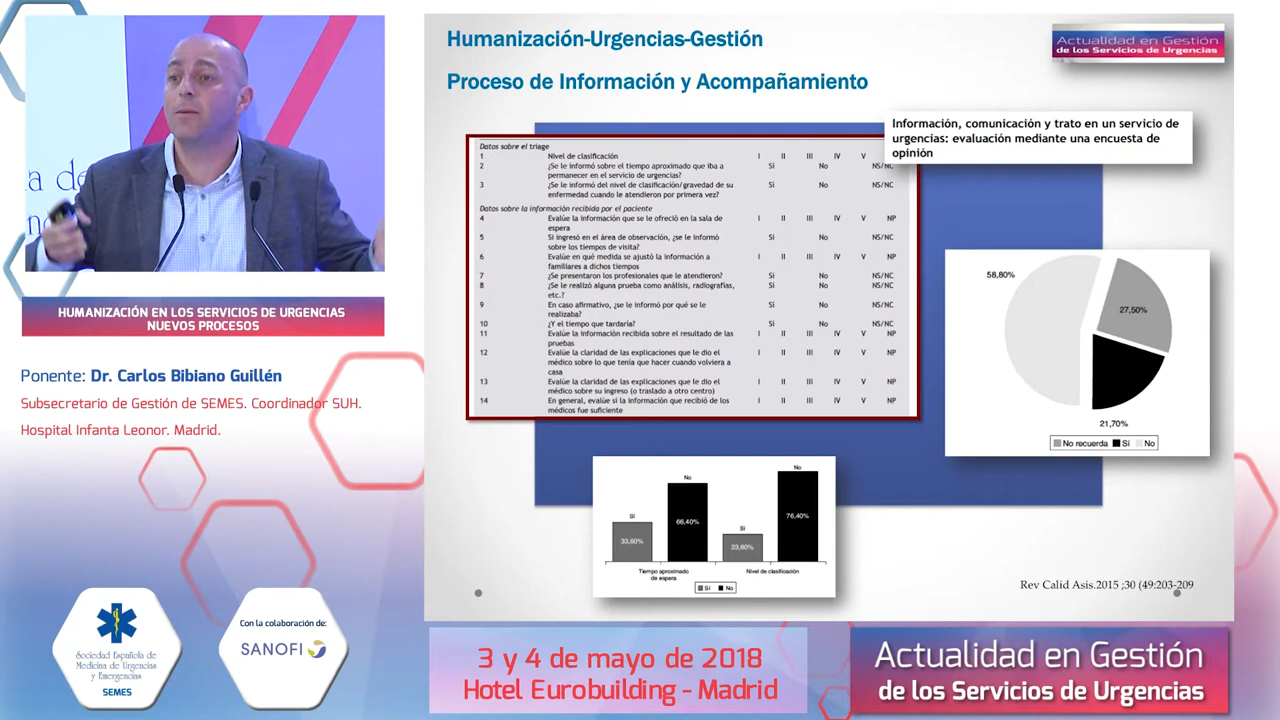 Humanización-Urgencias-Gestión
Proceso de Información y Acompañamiento
Actualidad en Gestión
de los Servicios de Urgencias
Información, comunicación y trato en un servicio de
urgencias: evaluación mediante una encuesta de
opinión
Datos sobre el triage
1 Nivel de clasificación I II III IV V
2 ¿Se le informó sobre el tiempo aproximado que iba a Sí No NS/NC
permanecer en el servicio de urgencias?
3 ¿Se le informó del nivel de clasificación/gravedad de su Sí No NS/NC
enfermedad cuando le atendieron por primera vez?
Datos sobre la información recibida por el paciente
4 Evalúe la información que se le ofreció en la sala de I II III IV V NP
espera
5 Si ingresó en el área de observación, ¿se le informó Sí No NS/NC
sobre los tiempos de visita?
6 Evalúe en qué medida se ajustó la información a I II III IV V NP
familiares a dichos tiempos
7 ¿Se presentaron los profesionales que le atendieron? Sí No NS/NC
8 ¿Se le realizó alguna prueba como análisis, radiografías, Sí No NS/NC
etc.?
9 En caso afirmativo, ¿se le informó por qué se le Sí No NS/NC
realizaba?
10 ¿Y el tiempo que tardaría? Sí No NS/NC
11 Evalúe la información recibida sobre el resultado de las I II III IV V NP
pruebas
12 Evalúe la claridad de las explicaciones que le dio el I II III IV V NP
médico sobre lo que tenía que hacer cuando volviera a
casa
13 Evalúe la claridad de las explicaciones que le dio el I II III IV V NP
médico sobre su ingreso (o traslado a otro centro)
14 En general, evalúe si la información que recibió de los I II III IV V NP
médicos fue suficiente
58,80%
27,50%
21,70%
No recuerda Sí No
Sí No Sí No
33,60% 66,40% 23,60% 76,40%
Tiempo aproximado
de espera
Nivel de clasificación
Sí No
Rev Calid Asis.2015 ;30 (49:203-209
HUMANIZACIÓN EN LOS SERVICIOS DE URGENCIAS
NUEVOS PROCESOS
Ponente: Dr. Carlos Bibiano Guillén
Subsecretario de Gestión de SEMES. Coordinador SUH.
Hospital Infanta Leonor. Madrid.
Sociedad Española de
Medicina de Urgencias
y Emergencias
SEMES
Con la colaboración de:
SANOFI
3 y 4 de mayo de 2018
Hotel Eurobuilding - Madrid
Actualidad en Gestión
de los Servicios de Urgencias